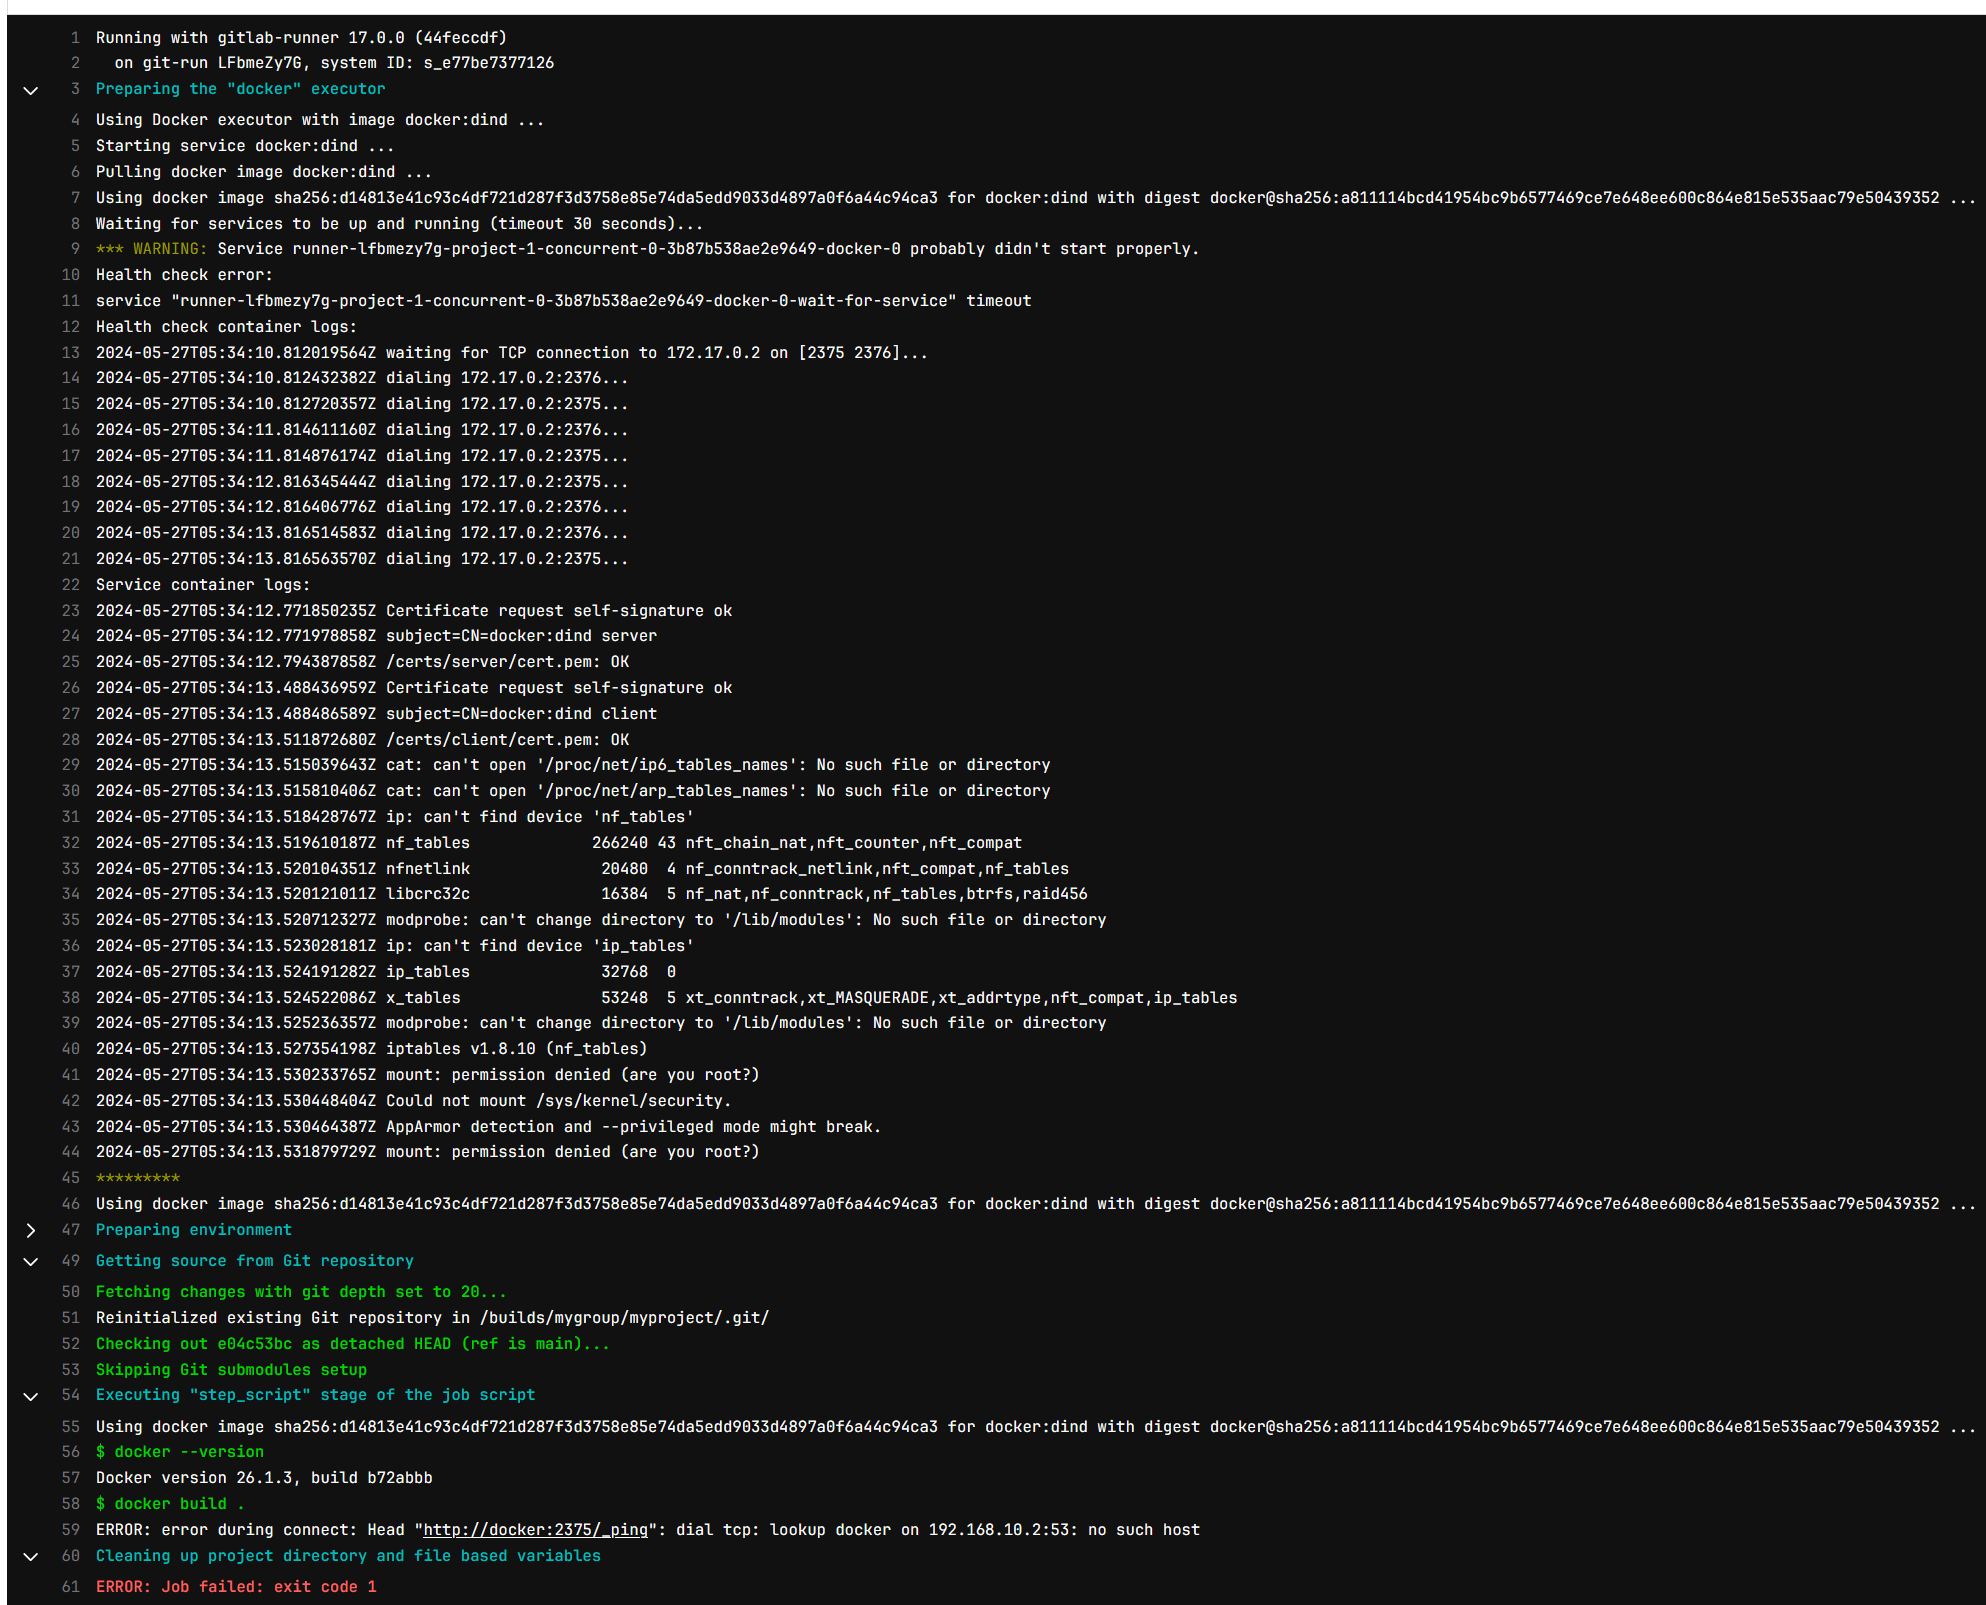 1 Running with gitlab-runner 17.0.0 (44feccdf)
2 on git-run LFbmeZy7G, system ID: s_e77be7377126
3 Preparing the "docker" executor
4 Using Docker executor with image docker:dind ...
5 Starting service docker:dind ...
6 Pulling docker image docker:dind ...
7 Using docker image sha256:d14813e41c93c4df721d287f3d3758e85e74da5edd9033d4897a0f6a44c94ca3 for docker:dind with digest docker@sha256:a811114bcd41954bc9b6577469ce7e648ee600c864e815e535aac79e50439352 ...
8 Waiting for services to be up and running (timeout 30 seconds)...
9 *** WARNING: Service runner-lfbmezy7g-project-1-concurrent-0-3b87b538ae2e9649-docker-0 probably didn't start properly.
10 Health check error:
11 service "runner-lfbmezy7g-project-1-concurrent-0-3b87b538ae2e9649-docker-0-wait-for-service" timeout
12 Health check container logs:
13 2024-05-27T05:34:10.812019564Z waiting for TCP connection to 172.17.0.2 on [2375 2376]...
14 2024-05-27T05:34:10.812432382Z dialing 172.17.0.2:2376...
15 2024-05-27T05:34:10.812720357Z dialing 172.17.0.2:2375...
16 2024-05-27T05:34:11.814611160Z dialing 172.17.0.2:2376...
17 2024-05-27T05:34:11.814876174Z dialing 172.17.0.2:2375...
18 2024-05-27T05:34:12.816345444Z dialing 172.17.0.2:2375...
19 2024-05-27T05:34:12.816406776Z dialing 172.17.0.2:2376...
20 2024-05-27T05:34:13.816514583Z dialing 172.17.0.2:2376...
21 2024-05-27T05:34:13.816563570Z dialing 172.17.0.2:2375...
22 Service container logs:
23 2024-05-27T05:34:12.771850235Z Certificate request self-signature ok
24 2024-05-27T05:34:12.771978858Z subject=CN=docker:dind server
25 2024-05-27T05:34:12.794387858Z /certs/server/cert.pem: OK
26 2024-05-27T05:34:13.488436959Z Certificate request self-signature ok
27 2024-05-27T05:34:13.488486589Z subject=CN=docker:dind client
28 2024-05-27T05:34:13.511872680Z /certs/client/cert.pem: OK
29 2024-05-27T05:34:13.515039643Z cat: can't open '/proc/net/ip6_tables_names': No such file or directory
30 2024-05-27T05:34:13.515810406Z cat: can't open '/proc/net/arp_tables_names': No such file or directory
31 2024-05-27T05:34:13.518428767Z ip: can't find device 'nf_tables'
32 2024-05-27T05:34:13.519610187Z nf_tables 266240 43 nft_chain_nat,nft_counter,nft_compat
33 2024-05-27T05:34:13.520104351Z nfnetlink 20480 4 nf_conntrack_netlink,nft_compat,nf_tables
34 2024-05-27T05:34:13.520121011Z libcrc32c 16384 5 nf_nat,nf_conntrack,nf_tables,btrfs,raid456
35 2024-05-27T05:34:13.520712327Z modprobe: can't change directory to '/lib/modules': No such file or directory
36 2024-05-27T05:34:13.523028181Z ip: can't find device 'ip_tables'
37 2024-05-27T05:34:13.524191282Z ip_tables 32768 0
38 2024-05-27T05:34:13.524522086Z x_tables 53248 5 xt_conntrack,xt_MASQUERADE,xt_addrtype,nft_compat,ip_tables
39 2024-05-27T05:34:13.525236357Z modprobe: can't change directory to '/lib/modules': No such file or directory
40 2024-05-27T05:34:13.527354198Z iptables v1.8.10 (nf_tables)
41 2024-05-27T05:34:13.530233765Z mount: permission denied (are you root?)
42 2024-05-27T05:34:13.530448404Z Could not mount /sys/kernel/security.
43 2024-05-27T05:34:13.530464387Z AppArmor detection and --privileged mode might break.
44 2024-05-27T05:34:13.531879729Z mount: permission denied (are you root?)
45 *********
46 Using docker image sha256:d14813e41c93c4df721d287f3d3758e85e74da5edd9033d4897a0f6a44c94ca3 for docker:dind with digest docker@sha256:a811114bcd41954bc9b6577469ce7e648ee600c864e815e535aac79e50439352 ...
47 Preparing environment
49 Getting source from Git repository
50 Fetching changes with git depth set to 20...
51 Reinitialized existing Git repository in /builds/mygroup/myproject/.git/
52 Checking out e04c53bc as detached HEAD (ref is main)...
53 Skipping Git submodules setup
54 Executing "step_script" stage of the job script
55 Using docker image sha256:d14813e41c93c4df721d287f3d3758e85e74da5edd9033d4897a0f6a44c94ca3 for docker:dind with digest docker@sha256:a811114bcd41954bc9b6577469ce7e648ee600c864e815e535aac79e50439352 ...
56 $ docker --version
57 Docker version 26.1.3, build b72abbb
58 $ docker build .
59 ERROR: error during connect: Head "http://docker:2375/_ping": dial tcp: lookup docker on 192.168.10.2:53: no such host
60 Cleaning up project directory and file based variables
61 ERROR: Job failed: exit code 1